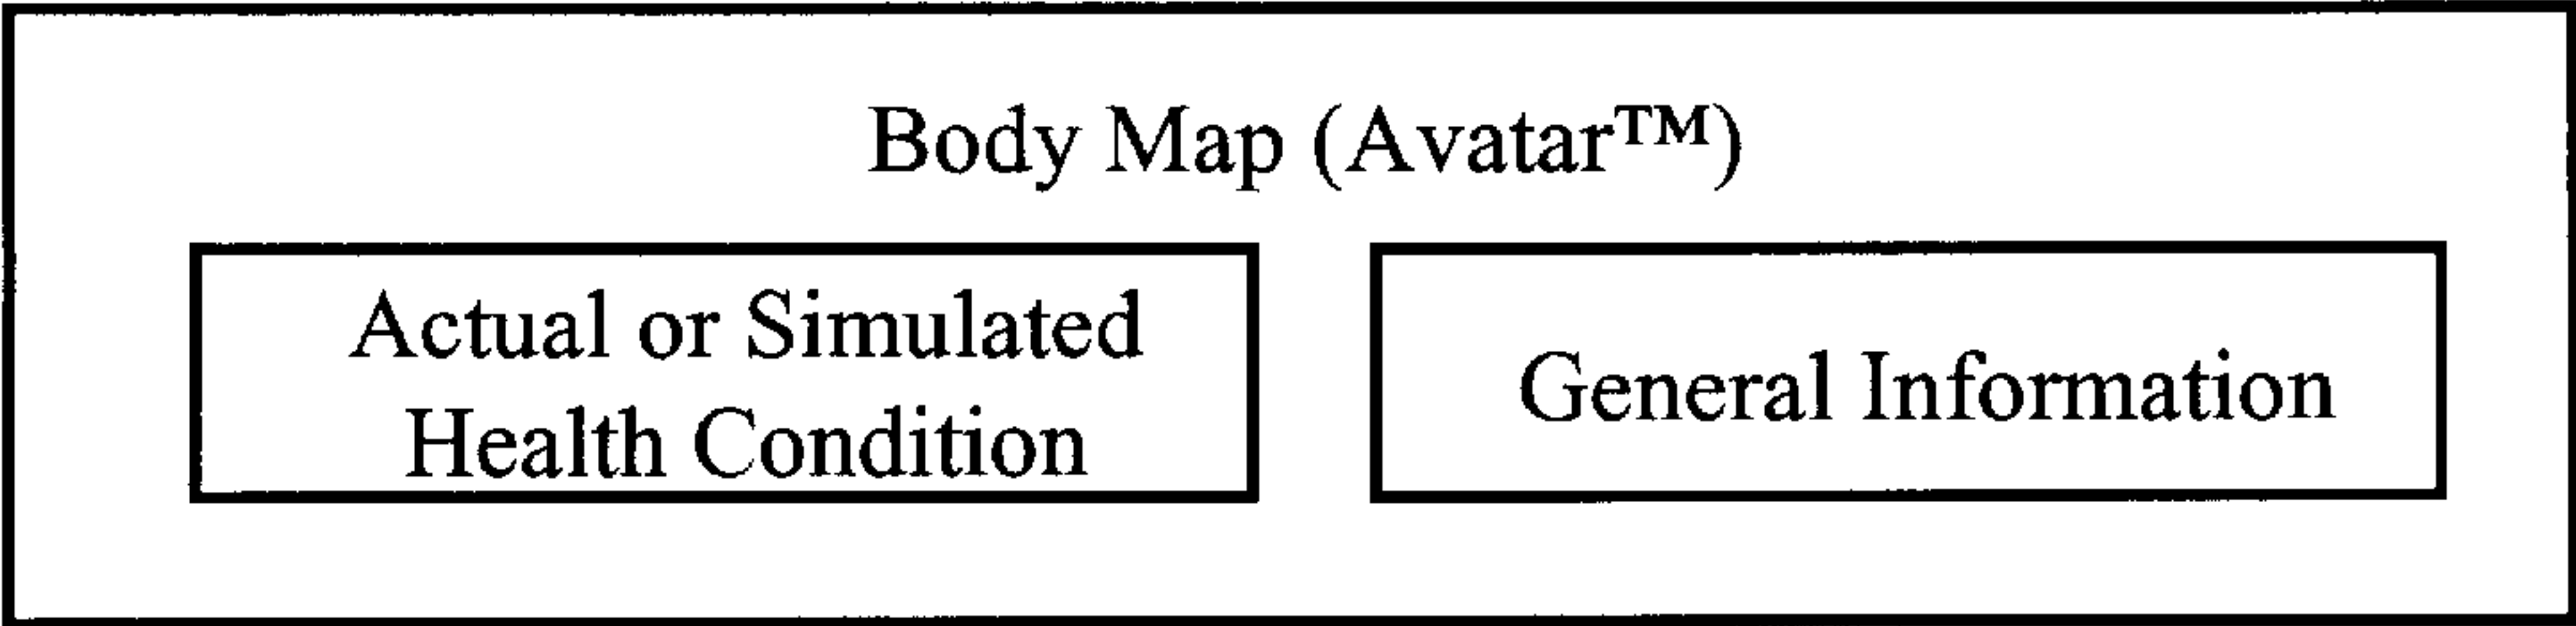 Body Map (Avatar™)
Actual or Simulated
Health Condition
General Information